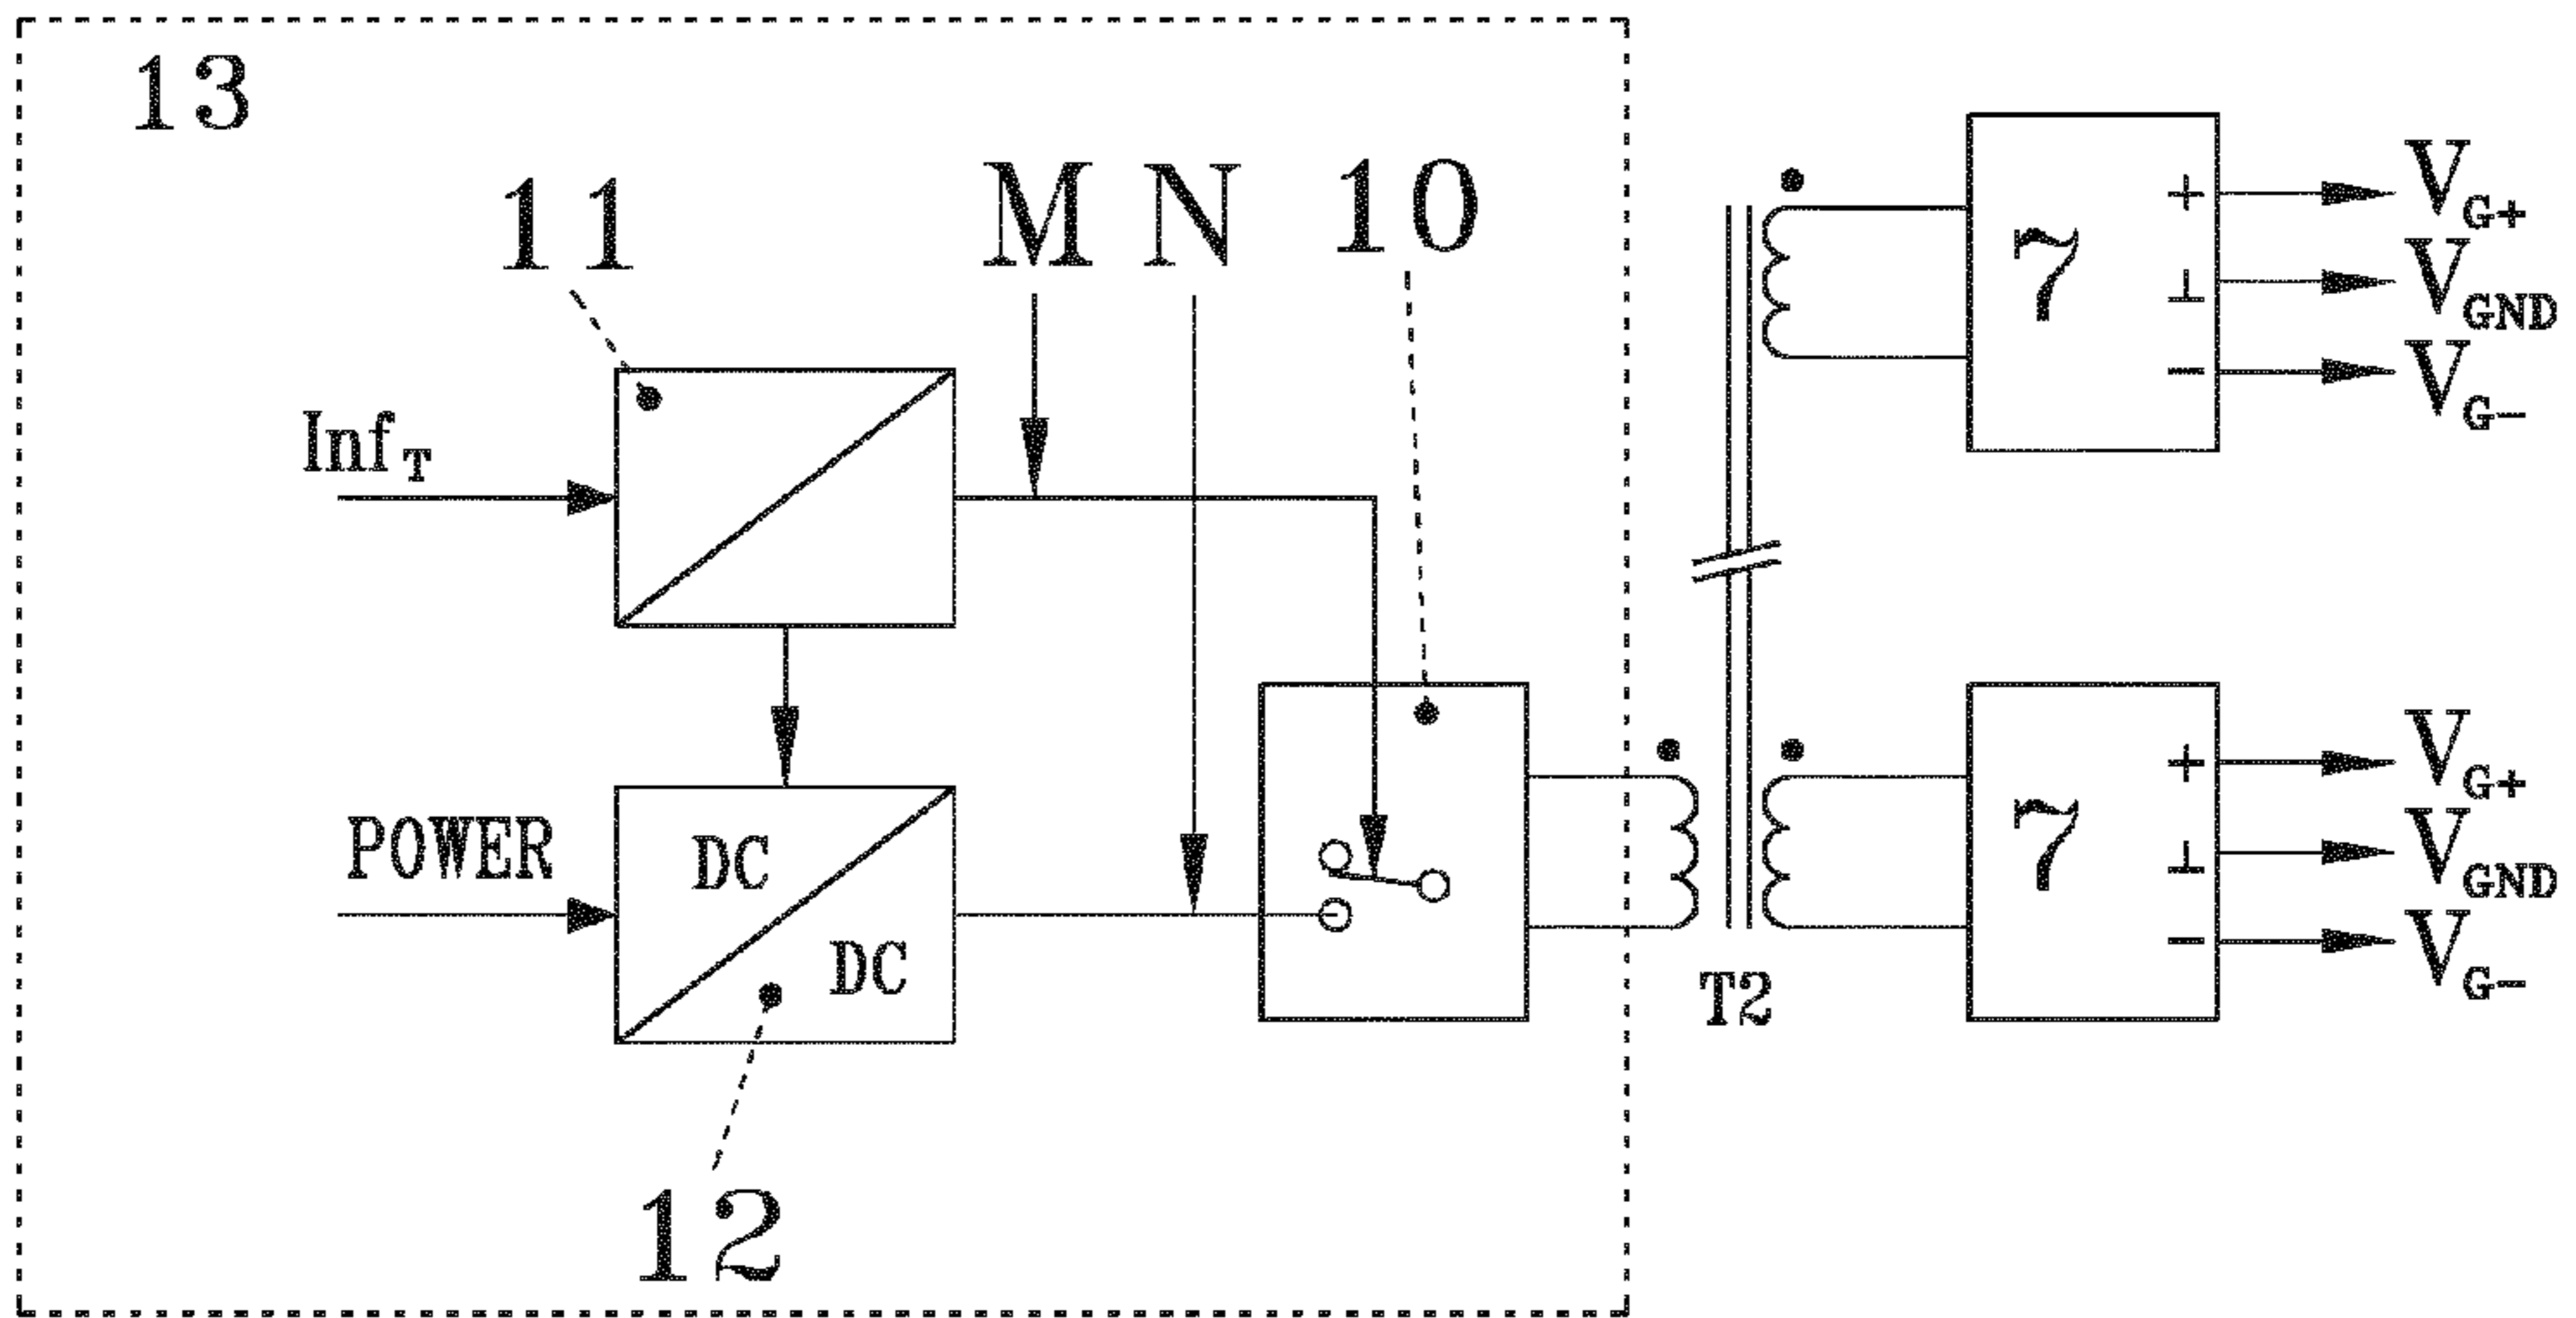 13
11
M N 10
Inf_T
POWER
DC
DC
12
T2
7
+
⊥
−
V_G+
V_GND
V_G−
7
+
⊥
−
V_G+
V_GND
V_G−